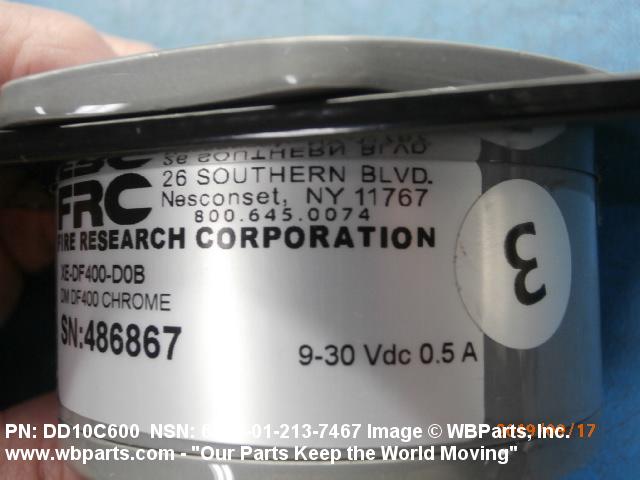 FRC
26 SOUTHERN BLVD.
Nesconset, NY 11767
800.645.0074
FIRE RESEARCH CORPORATION
XE-DF400-D0B
DM DF400 CHROME
SN:486867
9-30 Vdc 0.5 A
PN: DD10C600 NSN: -01-213-7467 Image © WBParts, Inc.
www.wbparts.com - "Our Parts Keep the World Moving"